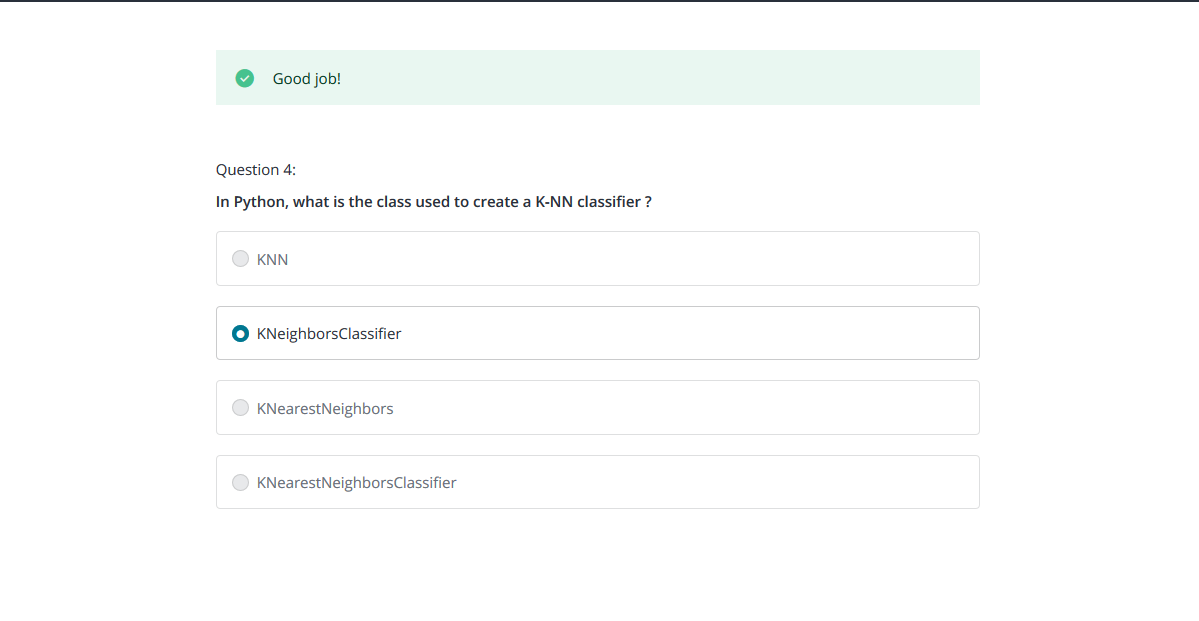 Good job!
Question 4:
In Python, what is the class used to create a K-NN classifier ?
KNN
KNeighborsClassifier
KNearestNeighbors
KNearestNeighborsClassifier